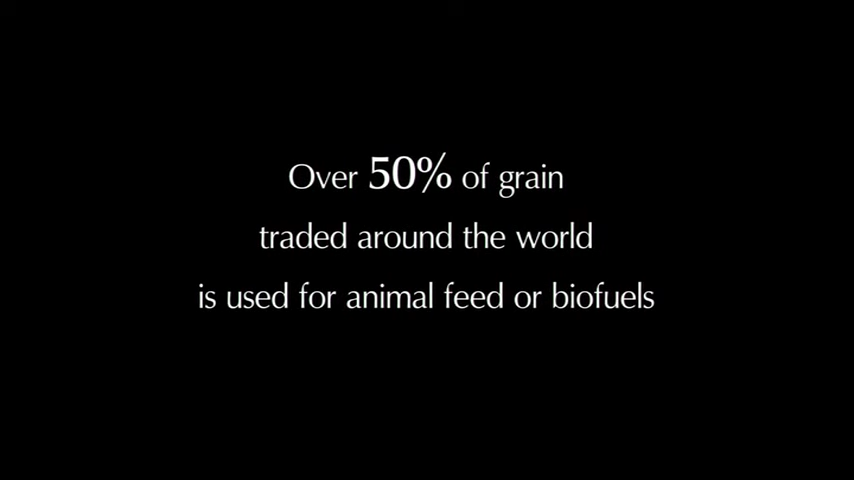 Over 50% of grain
traded around the world
is used for animal feed or biofuels